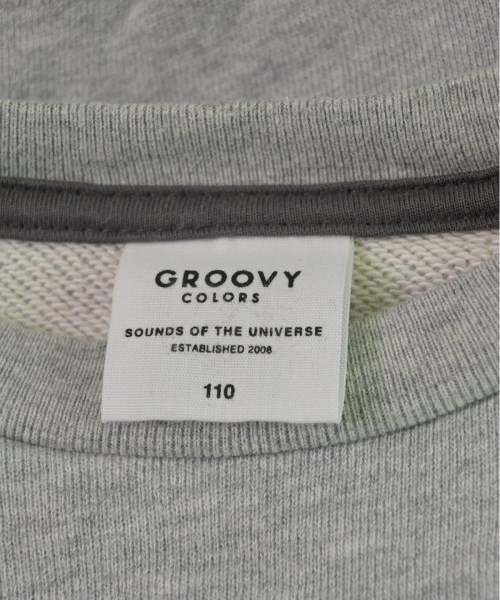 GROOVY
COLORS
SOUNDS OF THE UNIVERSE
ESTABLISHED 2008
110